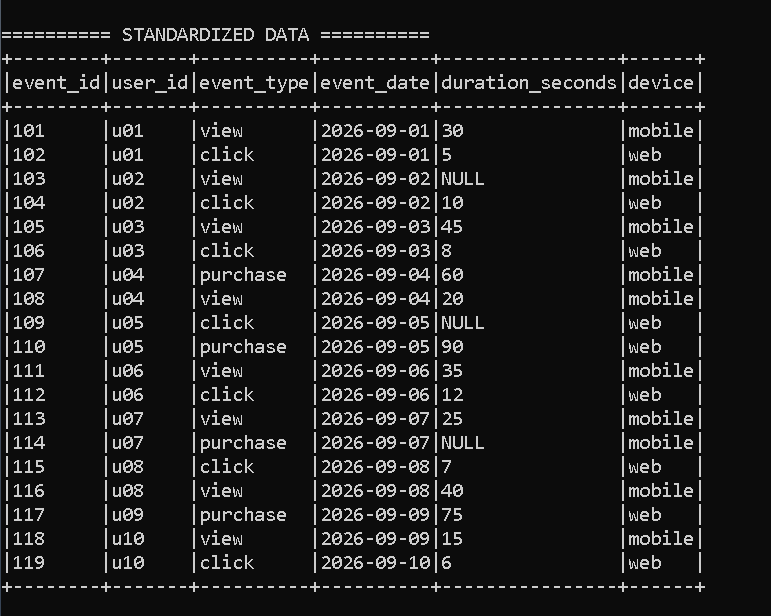 ========== STANDARDIZED DATA ==========
+--------+-------+----------+----------+----------------+------+
|event_id|user_id|event_type|event_date|duration_seconds|device|
+--------+-------+----------+----------+----------------+------+
|101     |u01    |view      |2026-09-01|30              |mobile|
|102     |u01    |click     |2026-09-01|5               |web   |
|103     |u02    |view      |2026-09-02|NULL            |mobile|
|104     |u02    |click     |2026-09-02|10              |web   |
|105     |u03    |view      |2026-09-03|45              |mobile|
|106     |u03    |click     |2026-09-03|8               |web   |
|107     |u04    |purchase  |2026-09-04|60              |mobile|
|108     |u04    |view      |2026-09-04|20              |mobile|
|109     |u05    |click     |2026-09-05|NULL            |web   |
|110     |u05    |purchase  |2026-09-05|90              |web   |
|111     |u06    |view      |2026-09-06|35              |mobile|
|112     |u06    |click     |2026-09-06|12              |web   |
|113     |u07    |view      |2026-09-07|25              |mobile|
|114     |u07    |purchase  |2026-09-07|NULL            |mobile|
|115     |u08    |click     |2026-09-08|7               |web   |
|116     |u08    |view      |2026-09-08|40              |mobile|
|117     |u09    |purchase  |2026-09-09|75              |web   |
|118     |u10    |view      |2026-09-09|15              |mobile|
|119     |u10    |click     |2026-09-10|6               |web   |
+--------+-------+----------+----------+----------------+------+